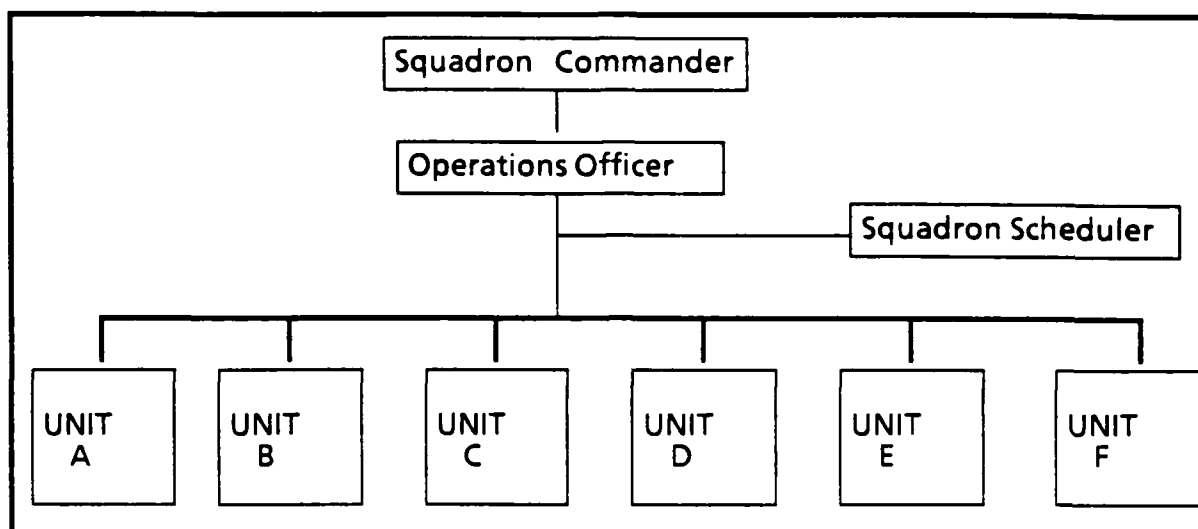 Squadron Commander
Operations Officer
Squadron Scheduler
UNIT
A
UNIT
B
UNIT
C
UNIT
D
UNIT
E
UNIT
F